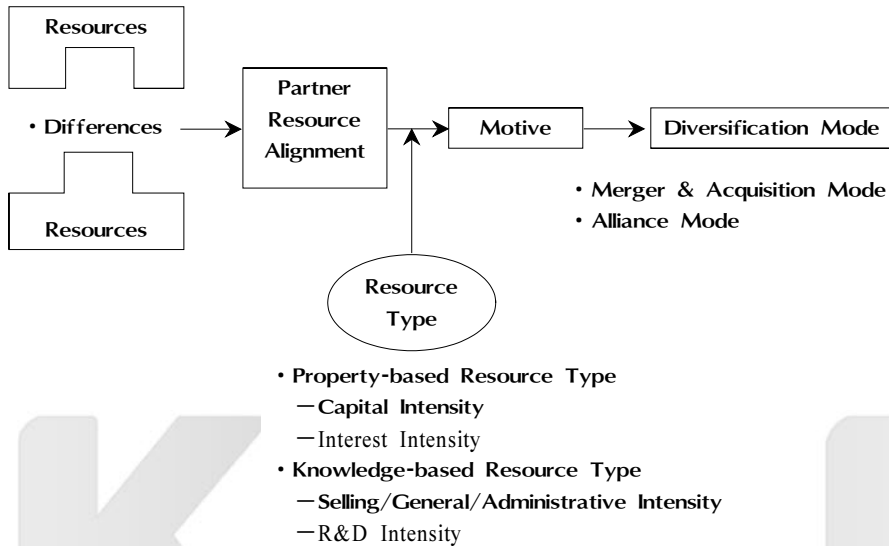 Resources
• Differences
Resources
Partner
Resource
Alignment
Motive
Diversification Mode
• Merger & Acquisition Mode
• Alliance Mode
Resource
Type
• Property-based Resource Type
—Capital Intensity
—Interest Intensity
• Knowledge-based Resource Type
—Selling/General/Administrative Intensity
—R&D Intensity